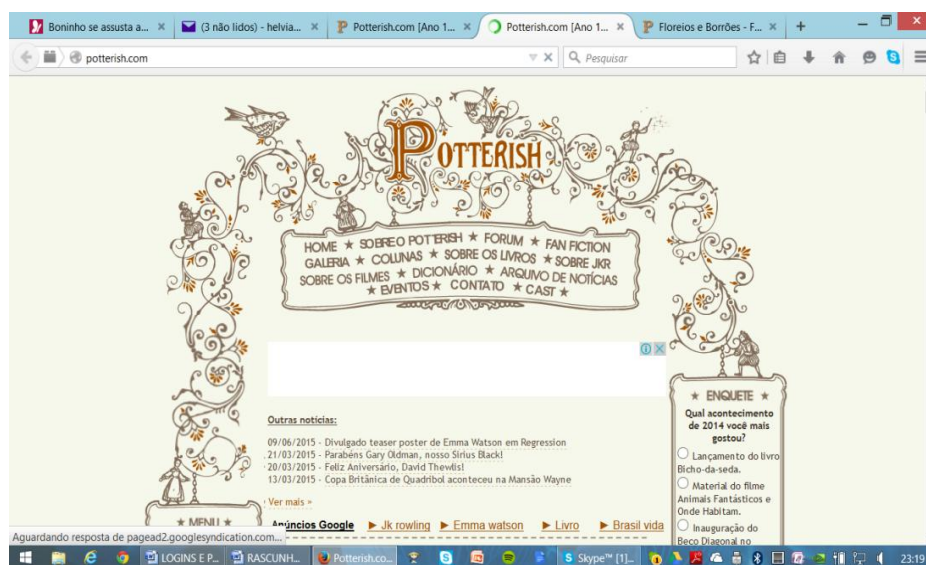 Boninho se assusta a...
(3 não lidos) - helvia...
Potterish.com [Ano 1...
Potterish.com [Ano 1...
Floreios e Borrões - F...
potterish.com
Pesquisar
POTTERISH
HOME ★ SOBRE O POTTERISH ★ FORUM ★ FAN FICTION
GALERIA ★ COLUNAS ★ SOBRE OS LIVROS ★ SOBRE JKR
SOBRE OS FILMES ★ DICIONÁRIO ★ ARQUIVO DE NOTÍCIAS
★ EVENTOS ★ CONTATO ★ CAST ★
Outras notícias:
09/06/2015 - Divulgado teaser poster de Emma Watson em Regression
21/03/2015 - Parabéns Gary Oldman, nosso Sirius Black!
20/03/2015 - Feliz Aniversário, David Thewlis!
13/03/2015 - Copa Britânica de Quadribol aconteceu na Mansão Wayne
Ver mais »
Anúncios Google ► Jk rowling ► Emma watson ► Livro ► Brasil vida
★ ENQUETE ★
Qual acontecimento
de 2014 você mais
gostou?
Lançamento do livro
Bicho-da-seda.
Material do filme
Animais Fantásticos e
Onde Habitam.
Inauguração do
Beco Diagonal no
★ MENU ★
Aguardando resposta de pagead2.googlesyndication.com...
LOGINS E P...
RASCUNH...
Potterish.co...
Skype™ [1]...
23:19